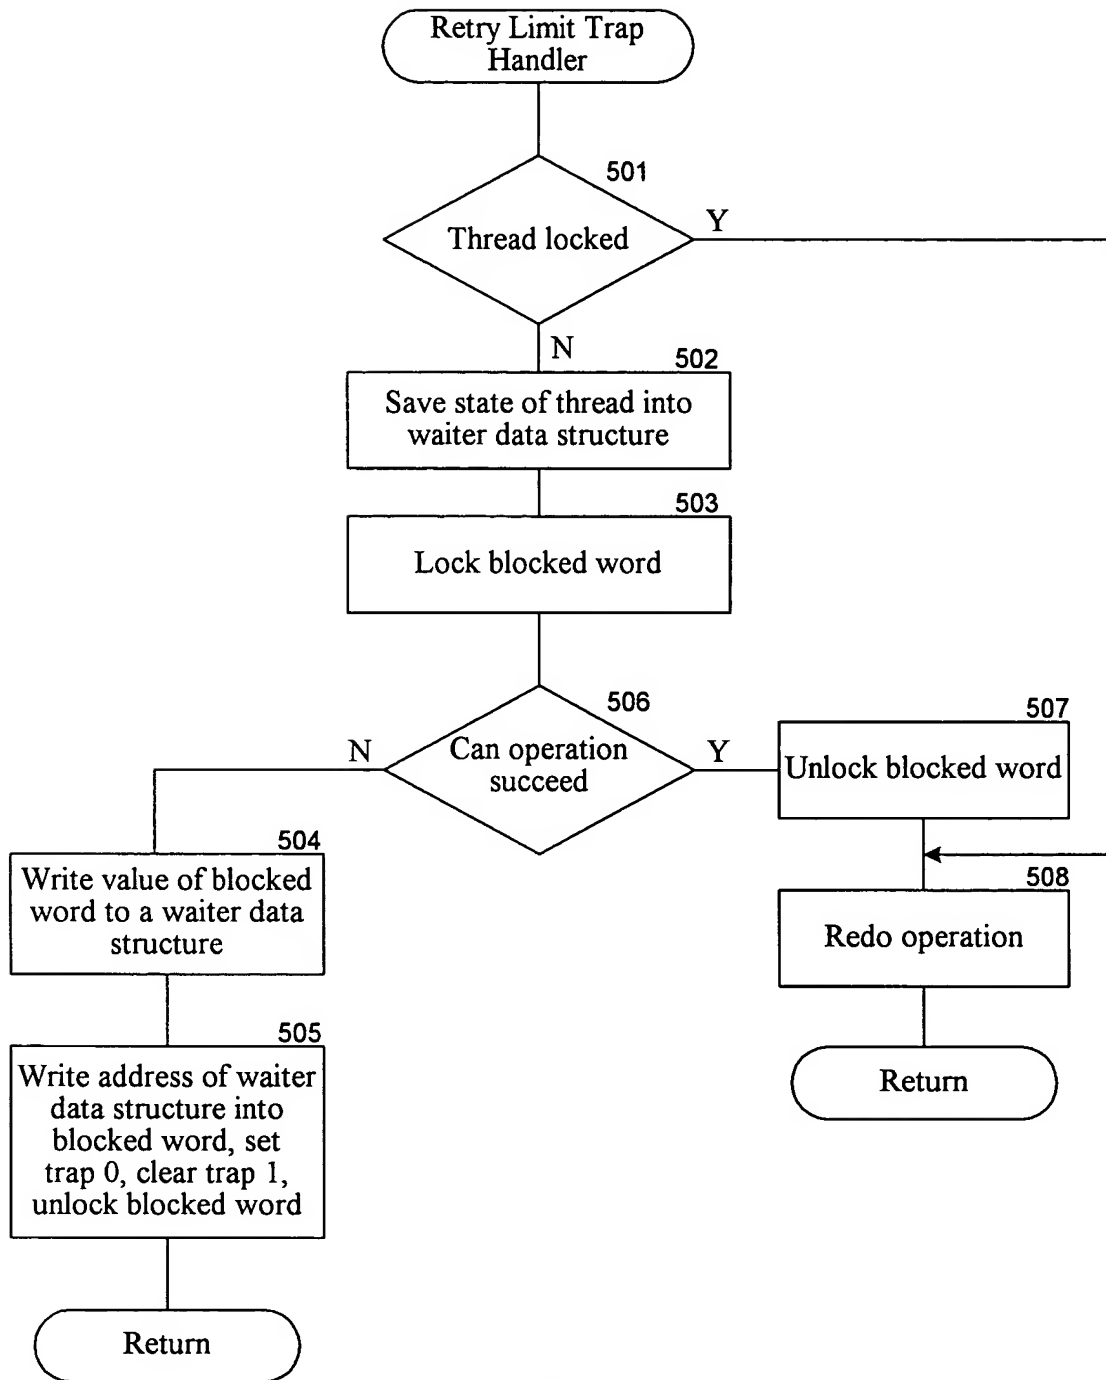 Retry Limit Trap
Handler
501
Thread locked
Y
N
502
Save state of thread into
waiter data structure
503
Lock blocked word
506
Can operation
succeed
N
Y
507
Unlock blocked word
504
Write value of blocked
word to a waiter data
structure
508
Redo operation
505
Write address of waiter
data structure into
blocked word, set
trap 0, clear trap 1,
unlock blocked word
Return
Return